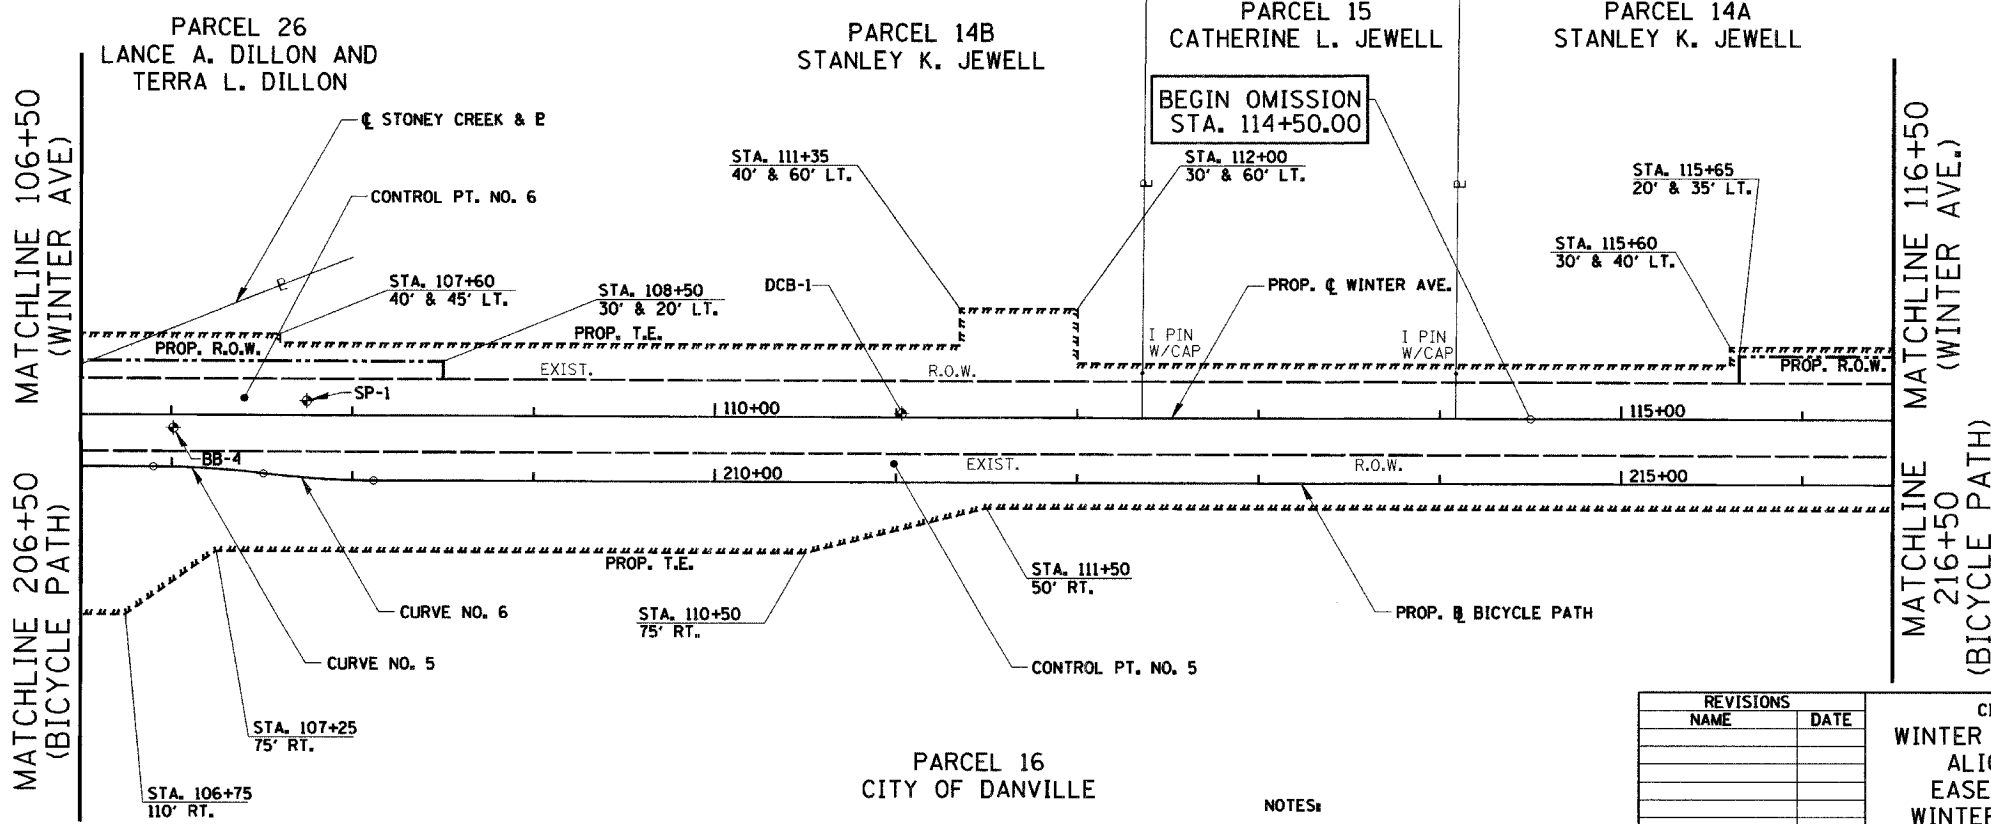 PARCEL 26
LANCE A. DILLON AND
TERRA L. DILLON
PARCEL 14B
STANLEY K. JEWELL
PARCEL 15
CATHERINE L. JEWELL
PARCEL 14A
STANLEY K. JEWELL
MATCHLINE 106+50
(WINTER AVE)
℄ STONEY CREEK & ⅊
CONTROL PT. NO. 6
BEGIN OMISSION
STA. 114+50.00
STA. 111+35
40' & 60' LT.
STA. 112+00
30' & 60' LT.
STA. 115+65
20' & 35' LT.
STA. 115+60
30' & 40' LT.
MATCHLINE 116+50
(WINTER AVE.)
P
P
P
STA. 107+60
40' & 45' LT.
STA. 108+50
30' & 20' LT.
DCB-1
PROP. ℄ WINTER AVE.
PROP. T.E.
PROP. R.O.W.
I PIN
W/CAP
I PIN
W/CAP
PROP. R.O.W.
EXIST.
R.O.W.
SP-1
110+00
115+00
BB-4
EXIST.
R.O.W.
210+00
215+00
MATCHLINE 206+50
(BICYCLE PATH)
MATCHLINE
216+50
(BICYCLE PATH)
PROP. T.E.
STA. 111+50
50' RT.
CURVE NO. 6
STA. 110+50
75' RT.
PROP. BL BICYCLE PATH
CURVE NO. 5
CONTROL PT. NO. 5
STA. 107+25
75' RT.
STA. 106+75
110' RT.
PARCEL 16
CITY OF DANVILLE
NOTES:
REVISIONS
NAME DATE
WINTER